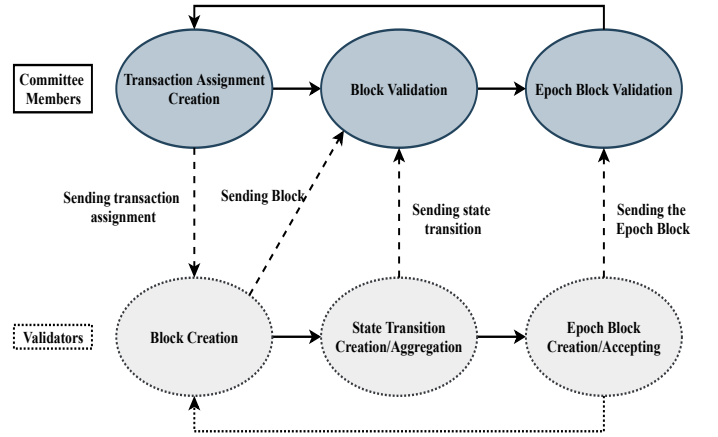 Committee
Members
Transaction Assignment
Creation
Block Validation
Epoch Block Validation
Sending transaction
assignment
Sending Block
Sending state
transition
Sending the
Epoch Block
Validators
Block Creation
State Transition
Creation/Aggregation
Epoch Block
Creation/Accepting